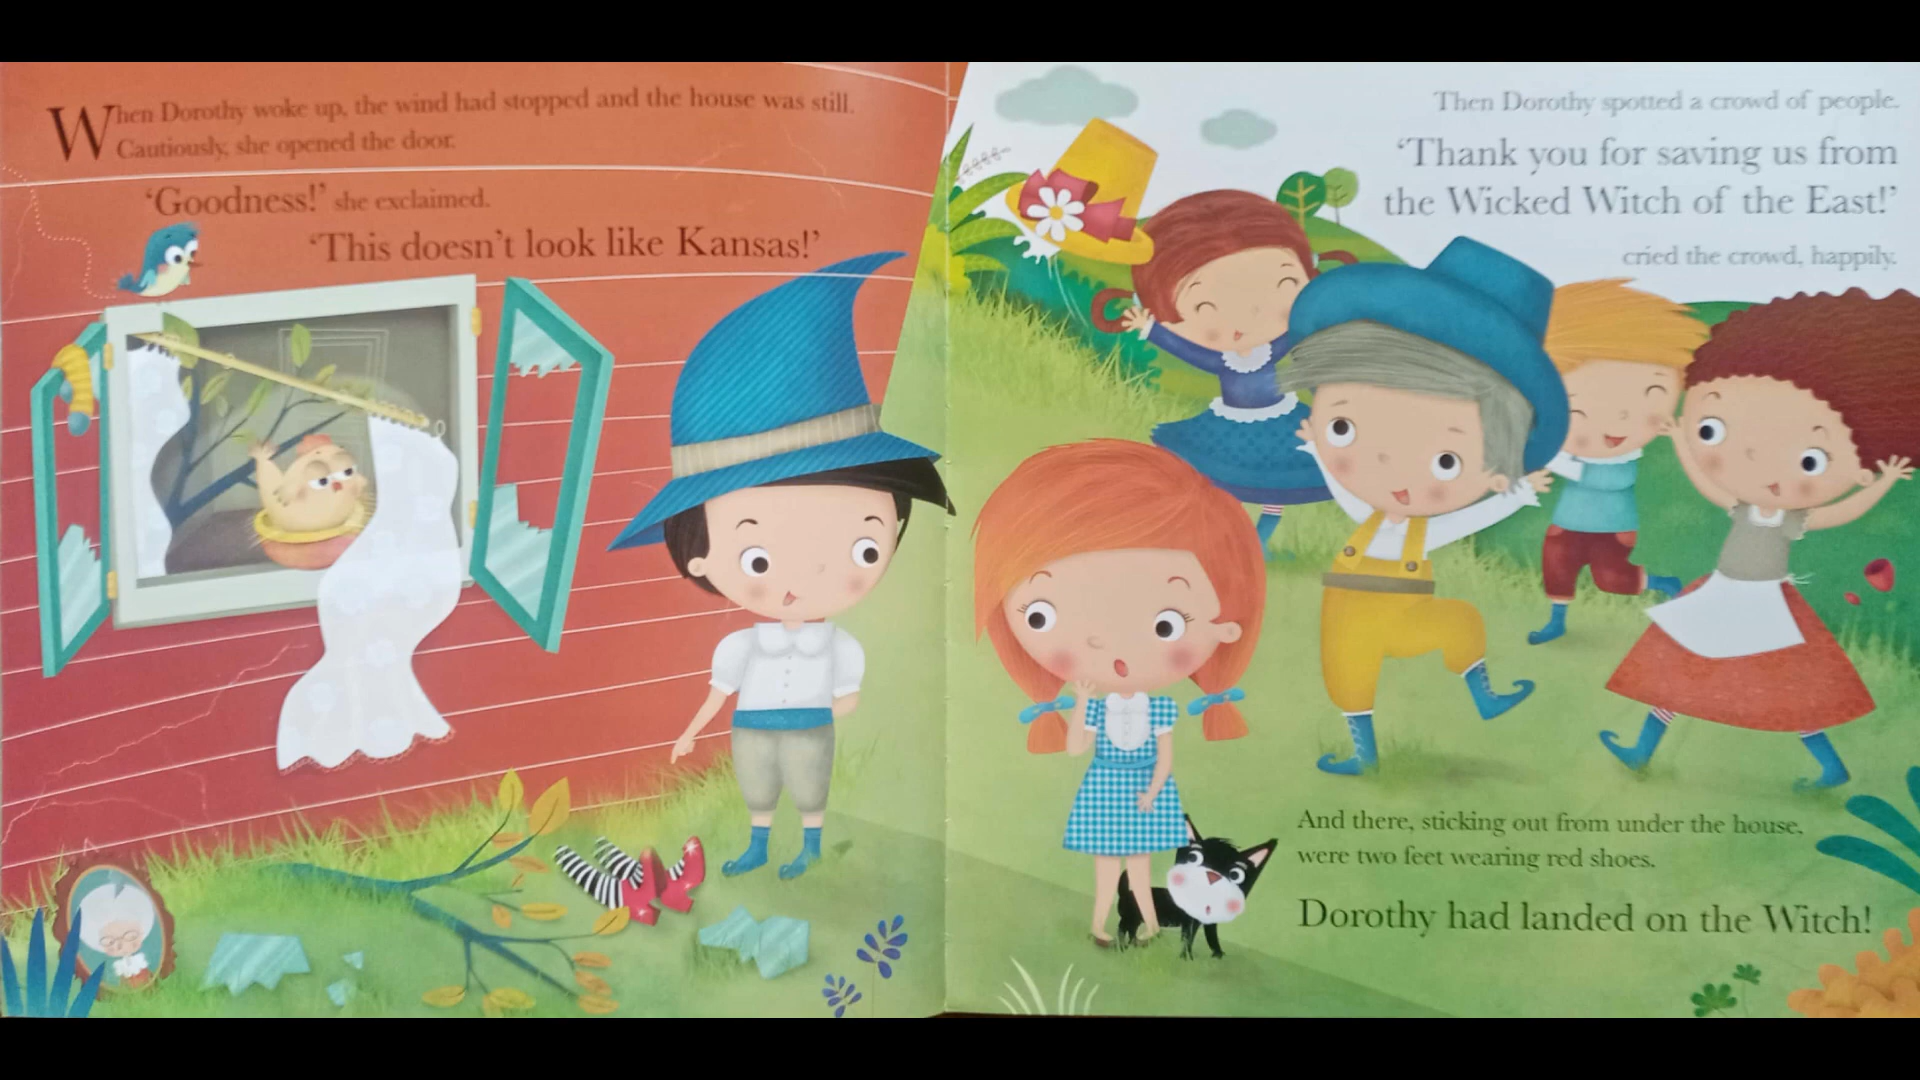 When Dorothy woke up, the wind had stopped and the house was still.
Cautiously, she opened the door.
‘Goodness!’ she exclaimed.
‘This doesn’t look like Kansas!’
Then Dorothy spotted a crowd of people.
‘Thank you for saving us from
the Wicked Witch of the East!’
cried the crowd, happily.
And there, sticking out from under the house,
were two feet wearing red shoes.
Dorothy had landed on the Witch!